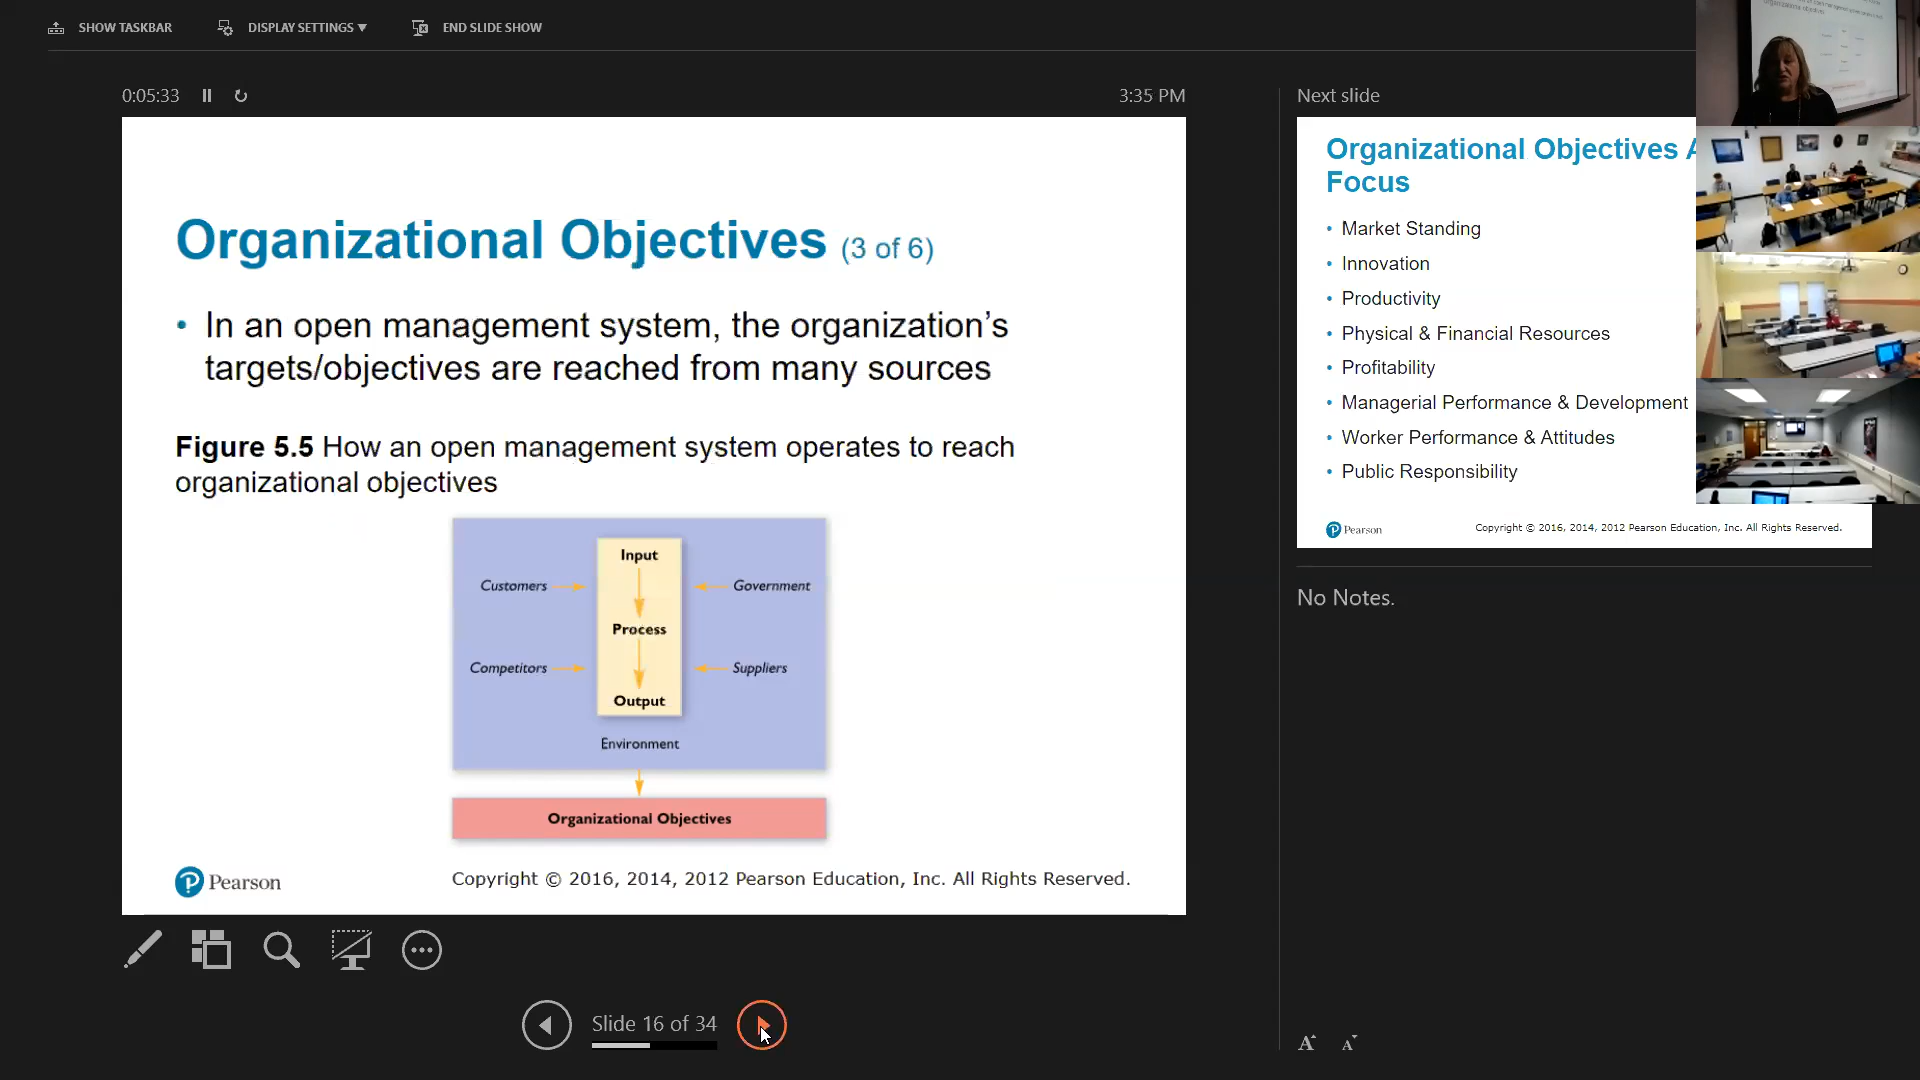 SHOW TASKBAR
DISPLAY SETTINGS ▾
END SLIDE SHOW
0:05:33
3:35 PM
Organizational Objectives (3 of 6)
• In an open management system, the organization's
targets/objectives are reached from many sources
Figure 5.5 How an open management system operates to reach
organizational objectives
Input
Customers
Government
Process
Competitors
Suppliers
Output
Environment
Organizational Objectives
Pearson
Copyright © 2016, 2014, 2012 Pearson Education, Inc. All Rights Reserved.
Slide 16 of 34
Next slide
Organizational Objectives
Focus
• Market Standing
• Innovation
• Productivity
• Physical & Financial Resources
• Profitability
• Managerial Performance & Development
• Worker Performance & Attitudes
• Public Responsibility
Pearson
Copyright © 2016, 2014, 2012 Pearson Education, Inc. All Rights Reserved.
No Notes.
A A